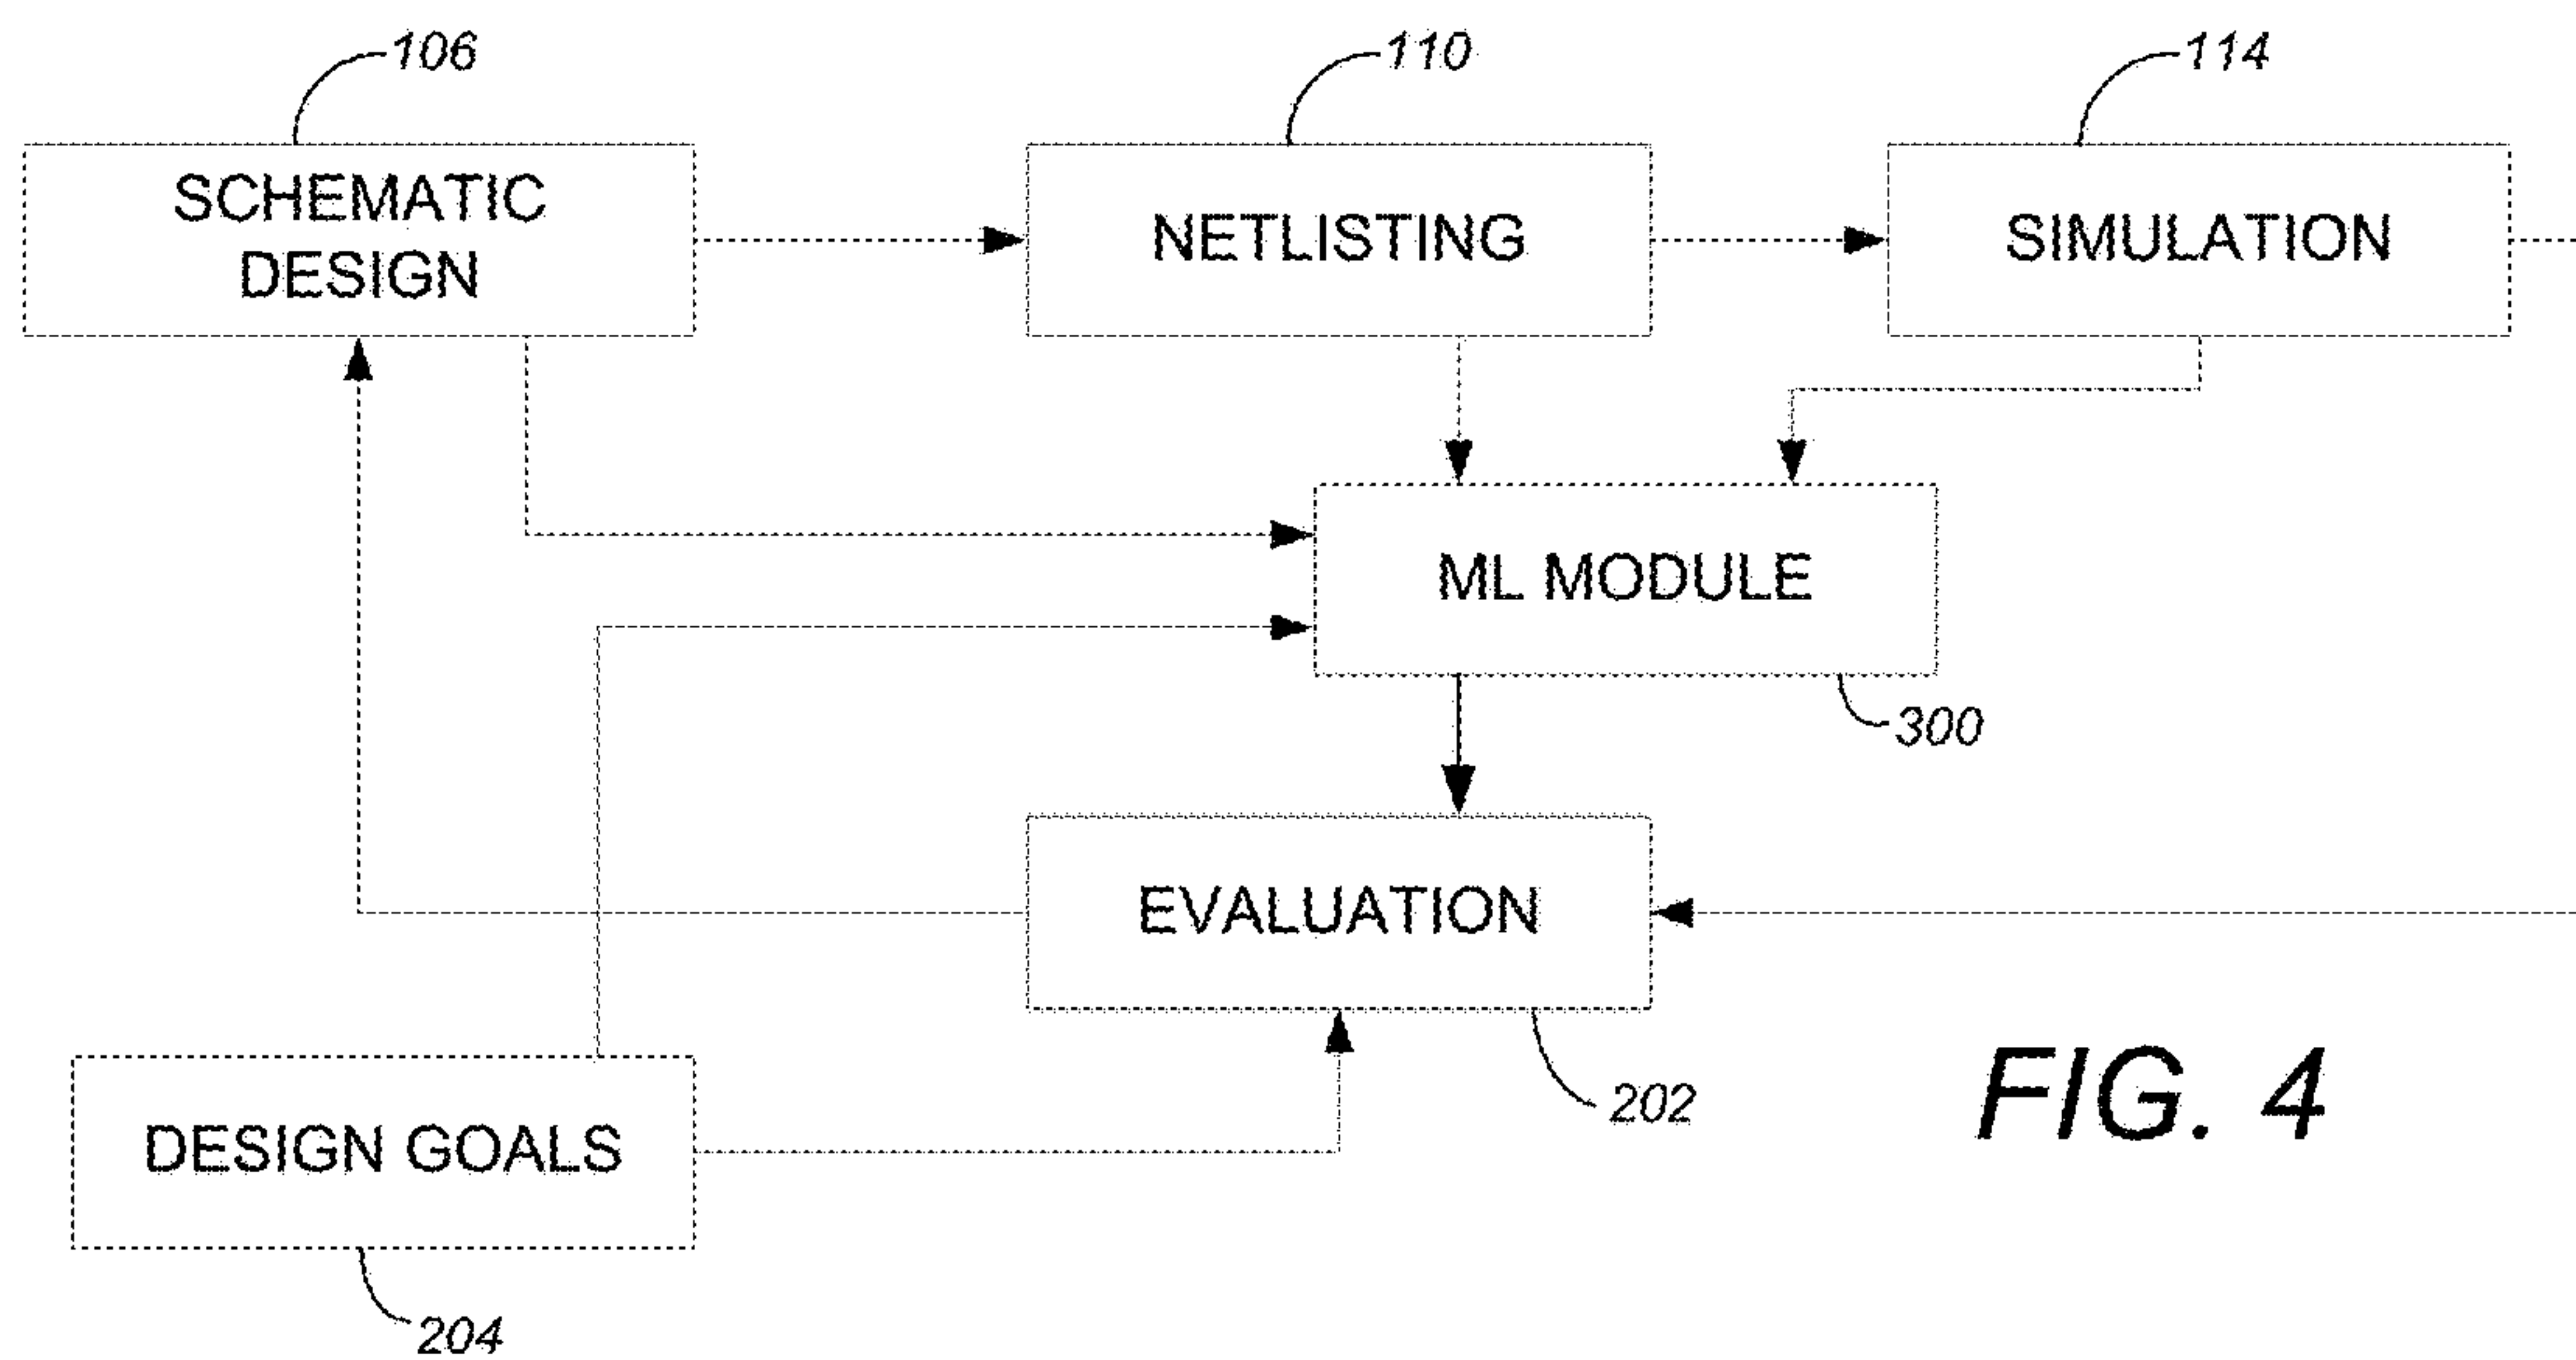 106
110
114
SCHEMATIC
DESIGN
NETLISTING
SIMULATION
ML MODULE
300
EVALUATION
202
FIG. 4
DESIGN GOALS
204